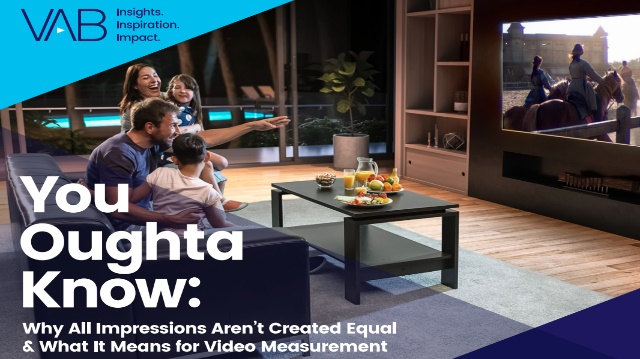 VAB
Insights.
Inspiration.
Impact.
You
Oughta
Know:
Why All Impressions Aren't Created Equal
& What It Means for Video Measurement